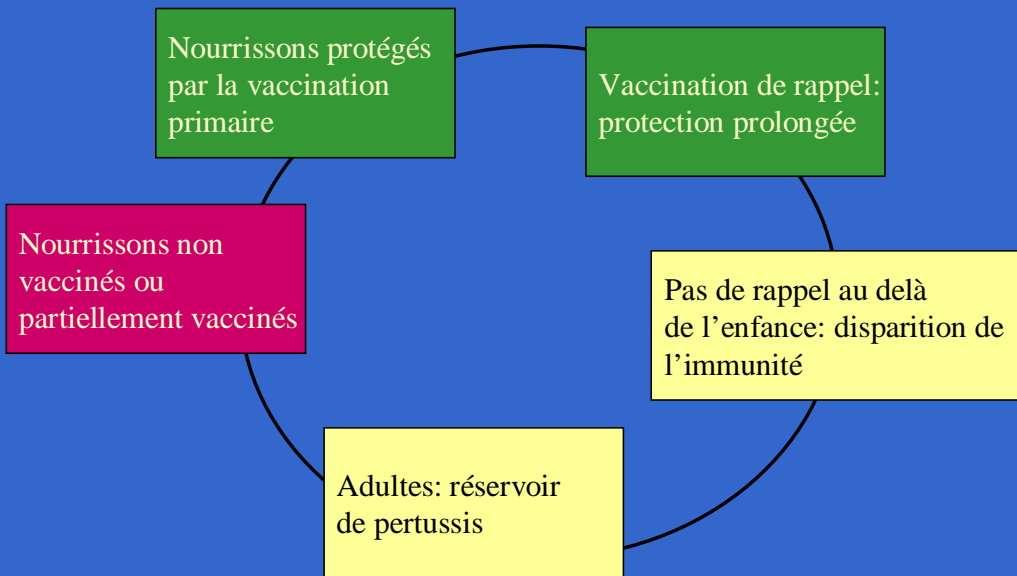 Nourrissons protégés
par la vaccination
primaire
Vaccination de rappel:
protection prolongée
Nourrissons non
vaccinés ou
partiellement vaccinés
Pas de rappel au delà
de l’enfance: disparition de
l’immunité
Adultes: réservoir
de pertussis